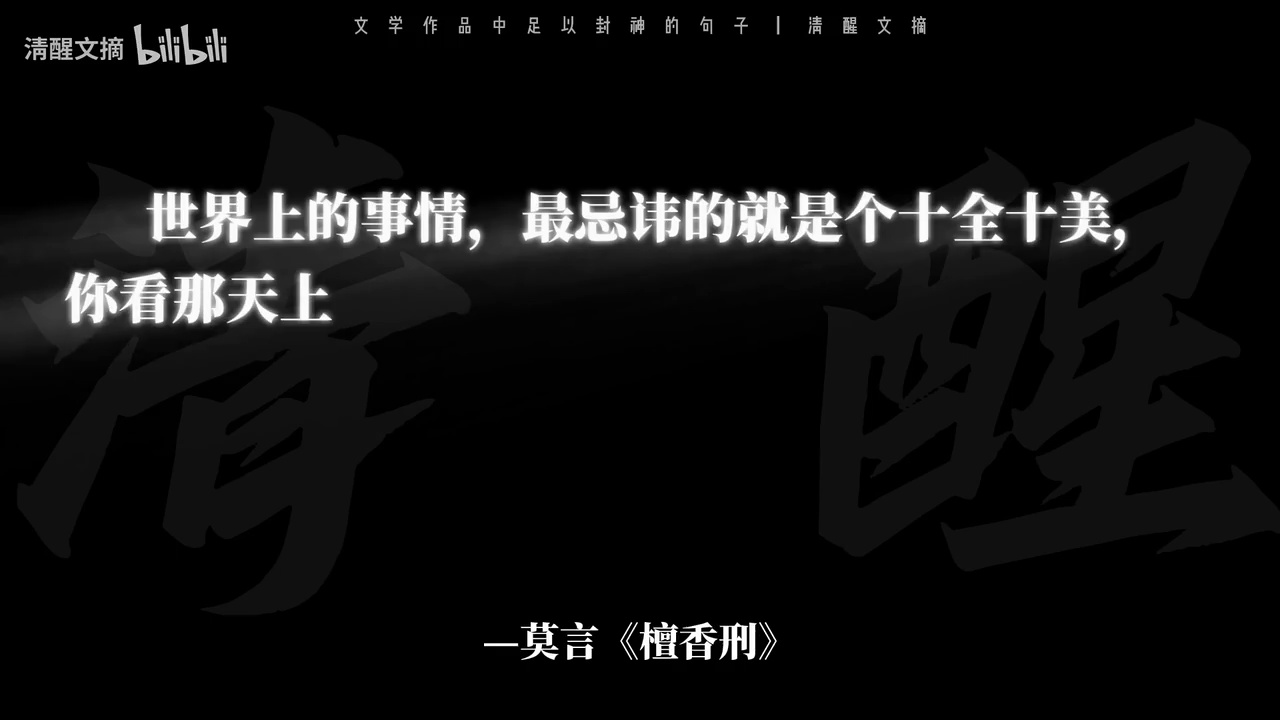 文学作品中足以封神的句子 | 清醒文摘
清醒文摘 bilibili
清醒
世界上的事情，最忌讳的就是个十全十美，
你看那天上
—莫言《檀香刑》